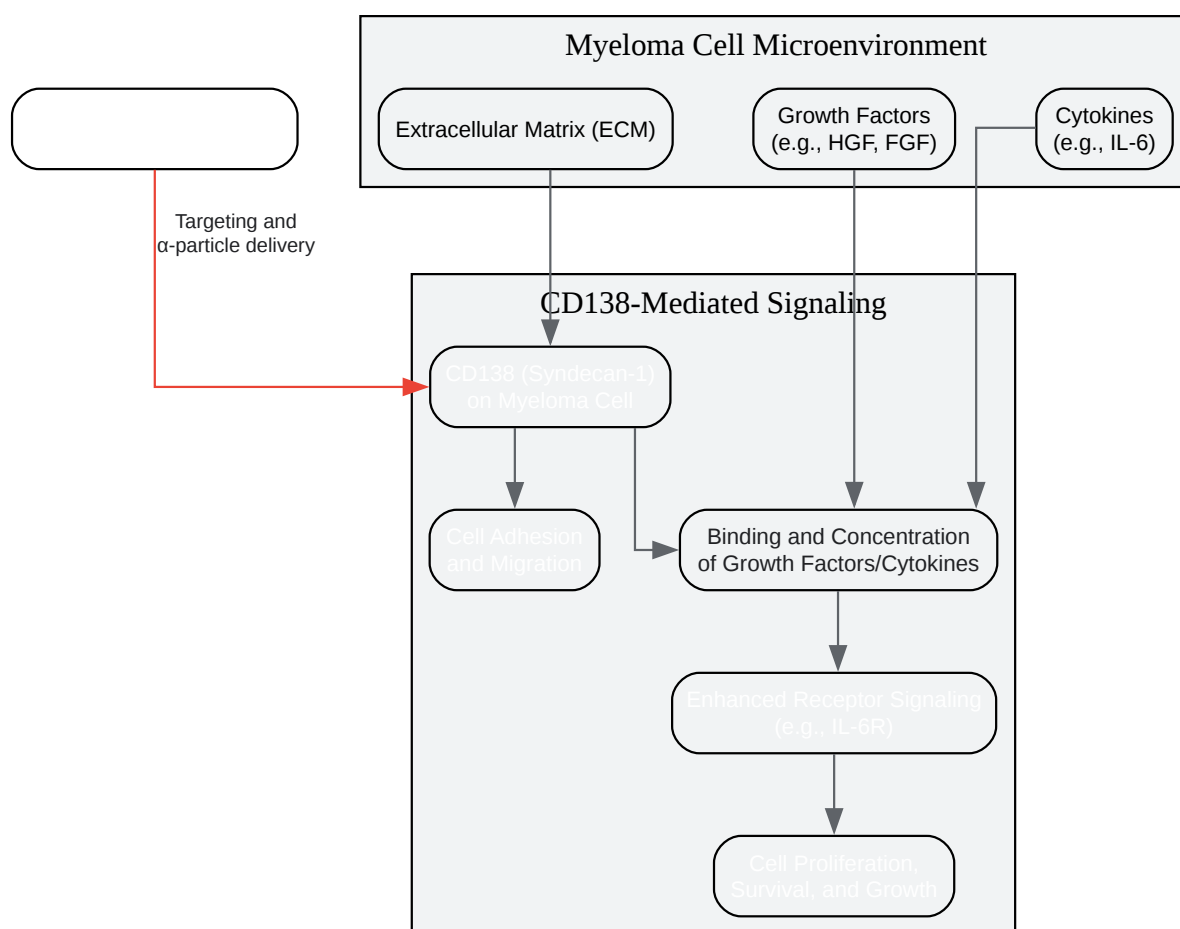 Myeloma Cell Microenvironment
Extracellular Matrix (ECM)
Growth Factors
(e.g., HGF, FGF)
Cytokines
(e.g., IL-6)
Targeting and
α-particle delivery
CD138-Mediated Signaling
CD138 (Syndecan-1)
on Myeloma Cell
Cell Adhesion
and Migration
Binding and Concentration
of Growth Factors/Cytokines
Enhanced Receptor Signaling
(e.g., IL-6R)
Cell Proliferation,
Survival, and Growth